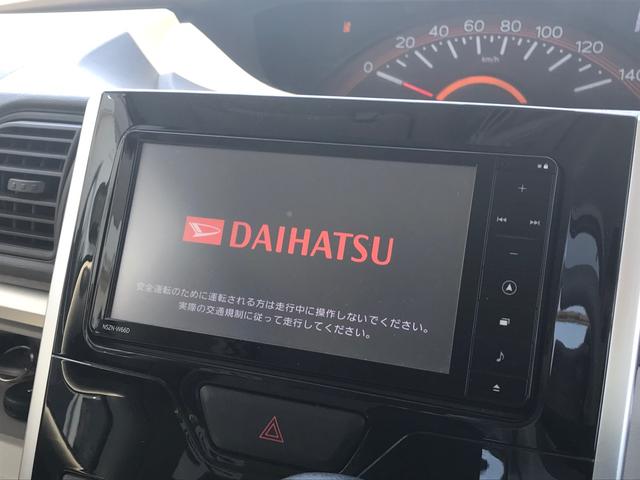 0 20 40 60 80 100 120 140
km/h
DAIHATSU
安全運転のために運転される方は走行中に操作しないでください。
実際の交通規制に従って走行してください。
NSZN-W66D